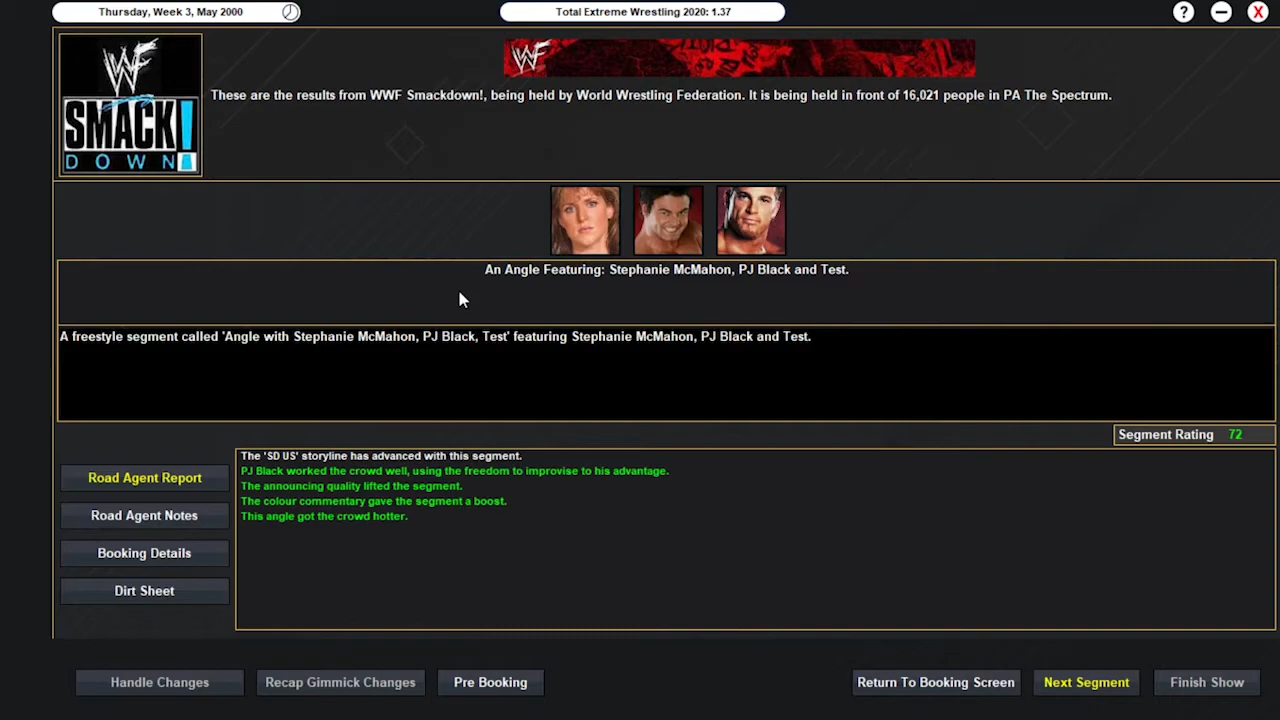 Thursday, Week 3, May 2000
Total Extreme Wrestling 2020: 1.37
?
X
WF
SMACK!
DOWN
WF
These are the results from WWF Smackdown!, being held by World Wrestling Federation. It is being held in front of 16,021 people in PA The Spectrum.
An Angle Featuring: Stephanie McMahon, PJ Black and Test.
A freestyle segment called 'Angle with Stephanie McMahon, PJ Black, Test' featuring Stephanie McMahon, PJ Black and Test.
Segment Rating 72
Road Agent Report
Road Agent Notes
Booking Details
Dirt Sheet
The 'SD US' storyline has advanced with this segment.
PJ Black worked the crowd well, using the freedom to improvise to his advantage.
The announcing quality lifted the segment.
The colour commentary gave the segment a boost.
This angle got the crowd hotter.
Handle Changes
Recap Gimmick Changes
Pre Booking
Return To Booking Screen
Next Segment
Finish Show